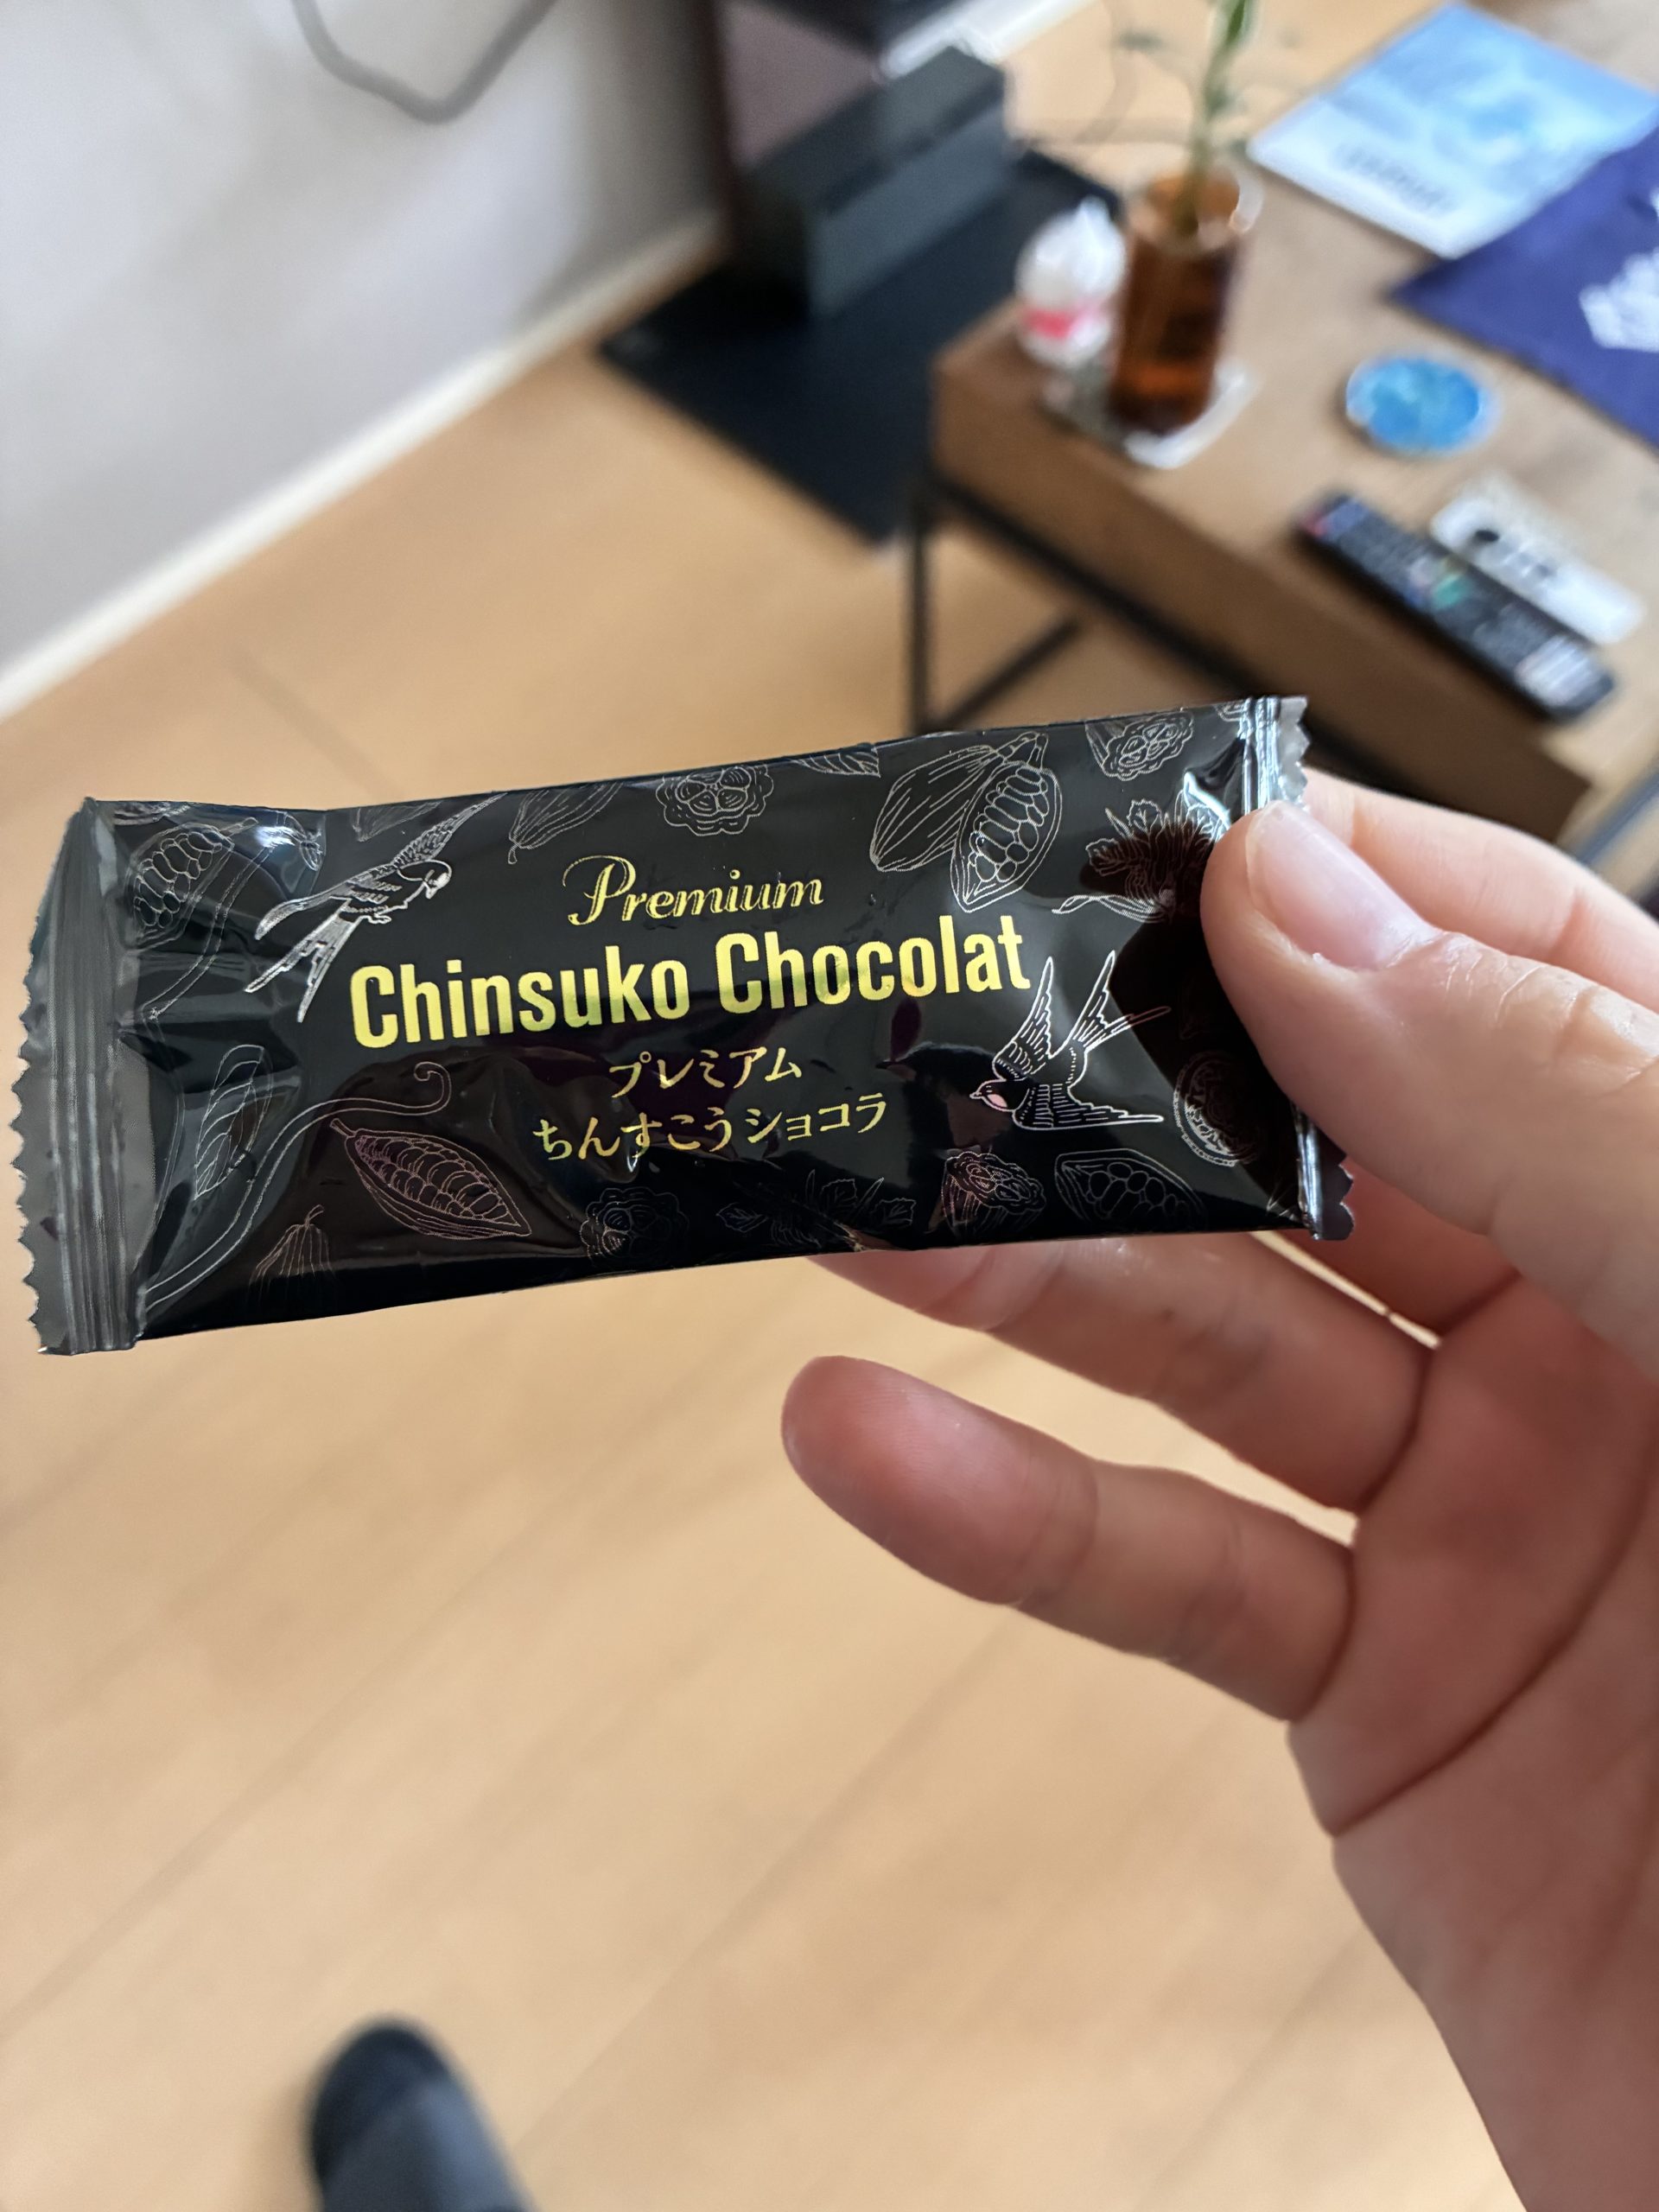 Premium
Chinsuko Chocolat
プレミアム
ちんすこうショコラ